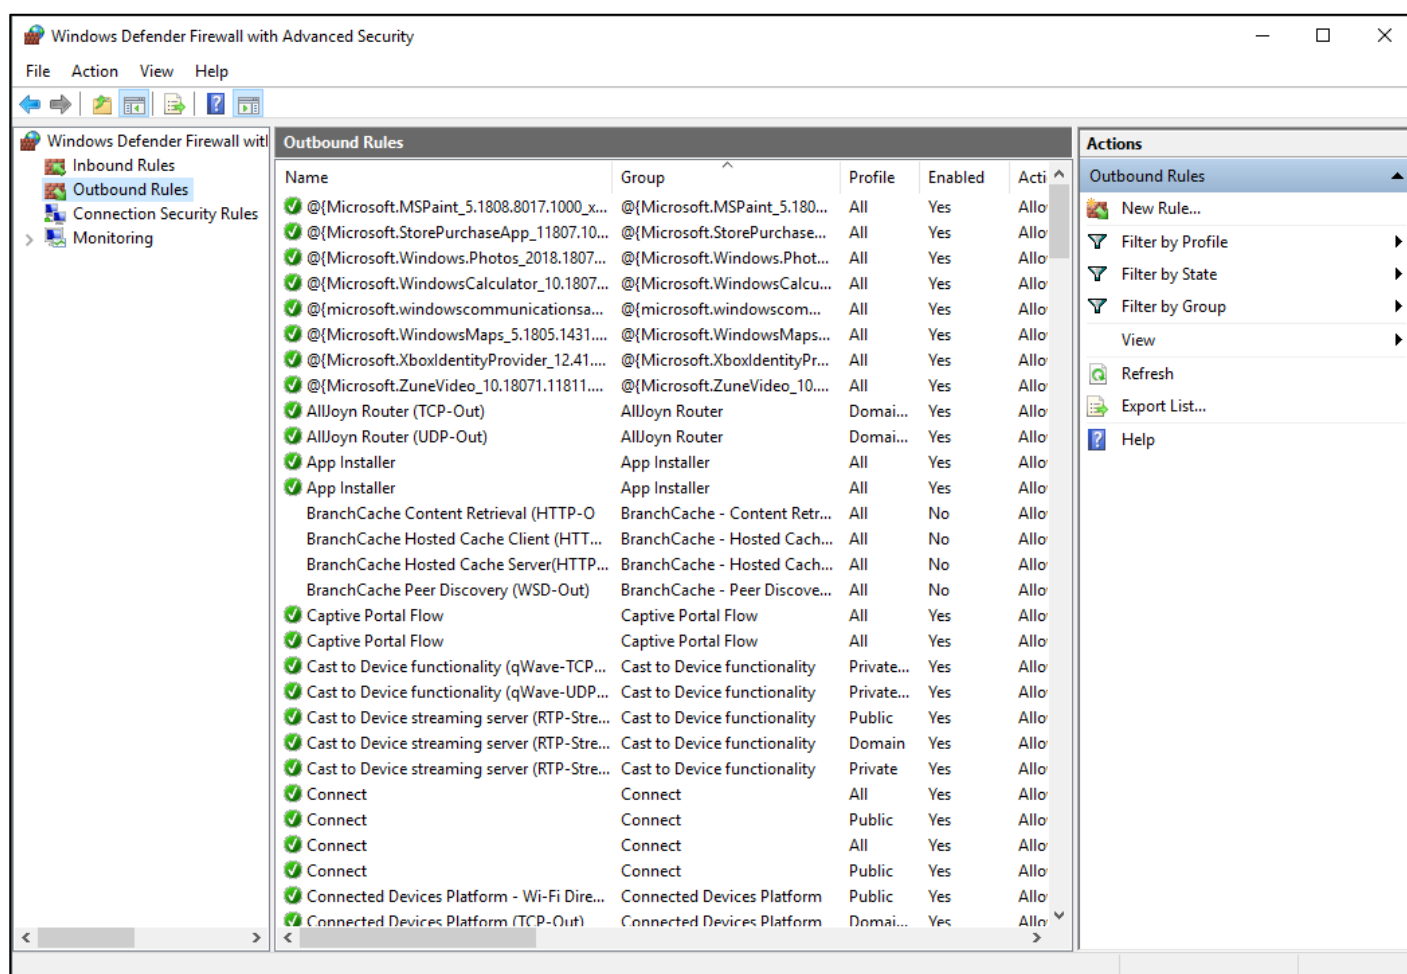 Windows Defender Firewall with Advanced Security
File Action View Help
Windows Defender Firewall with
Inbound Rules
Outbound Rules
Connection Security Rules
Monitoring
Outbound Rules
Name Group Profile Enabled Acti
@{Microsoft.MSPaint_5.1808.8017.1000_x... @{Microsoft.MSPaint_5.180... All Yes Allo
@{Microsoft.StorePurchaseApp_11807.10... @{Microsoft.StorePurchase... All Yes Allo
@{Microsoft.Windows.Photos_2018.1807... @{Microsoft.Windows.Phot... All Yes Allo
@{Microsoft.WindowsCalculator_10.1807... @{Microsoft.WindowsCalcu... All Yes Allo
@{microsoft.windowscommunicationsa... @{microsoft.windowscom... All Yes Allo
@{Microsoft.WindowsMaps_5.1805.1431.... @{Microsoft.WindowsMaps... All Yes Allo
@{Microsoft.XboxIdentityProvider_12.41.... @{Microsoft.XboxIdentityPr... All Yes Allo
@{Microsoft.ZuneVideo_10.18071.11811.... @{Microsoft.ZuneVideo_10.... All Yes Allo
AllJoyn Router (TCP-Out) AllJoyn Router Domai... Yes Allo
AllJoyn Router (UDP-Out) AllJoyn Router Domai... Yes Allo
App Installer App Installer All Yes Allo
App Installer App Installer All Yes Allo
BranchCache Content Retrieval (HTTP-O BranchCache - Content Retr... All No Allo
BranchCache Hosted Cache Client (HTT... BranchCache - Hosted Cach... All No Allo
BranchCache Hosted Cache Server(HTTP... BranchCache - Hosted Cach... All No Allo
BranchCache Peer Discovery (WSD-Out) BranchCache - Peer Discove... All No Allo
Captive Portal Flow Captive Portal Flow All Yes Allo
Captive Portal Flow Captive Portal Flow All Yes Allo
Cast to Device functionality (qWave-TCP... Cast to Device functionality Private... Yes Allo
Cast to Device functionality (qWave-UDP... Cast to Device functionality Private... Yes Allo
Cast to Device streaming server (RTP-Stre... Cast to Device functionality Public Yes Allo
Cast to Device streaming server (RTP-Stre... Cast to Device functionality Domain Yes Allo
Cast to Device streaming server (RTP-Stre... Cast to Device functionality Private Yes Allo
Connect Connect All Yes Allo
Connect Connect Public Yes Allo
Connect Connect All Yes Allo
Connect Connect Public Yes Allo
Connected Devices Platform - Wi-Fi Dire... Connected Devices Platform Public Yes Allo
Connected Devices Platform (TCP-Out) Connected Devices Platform Domai... Yes Allo
Actions
Outbound Rules
New Rule...
Filter by Profile
Filter by State
Filter by Group
View
Refresh
Export List...
Help